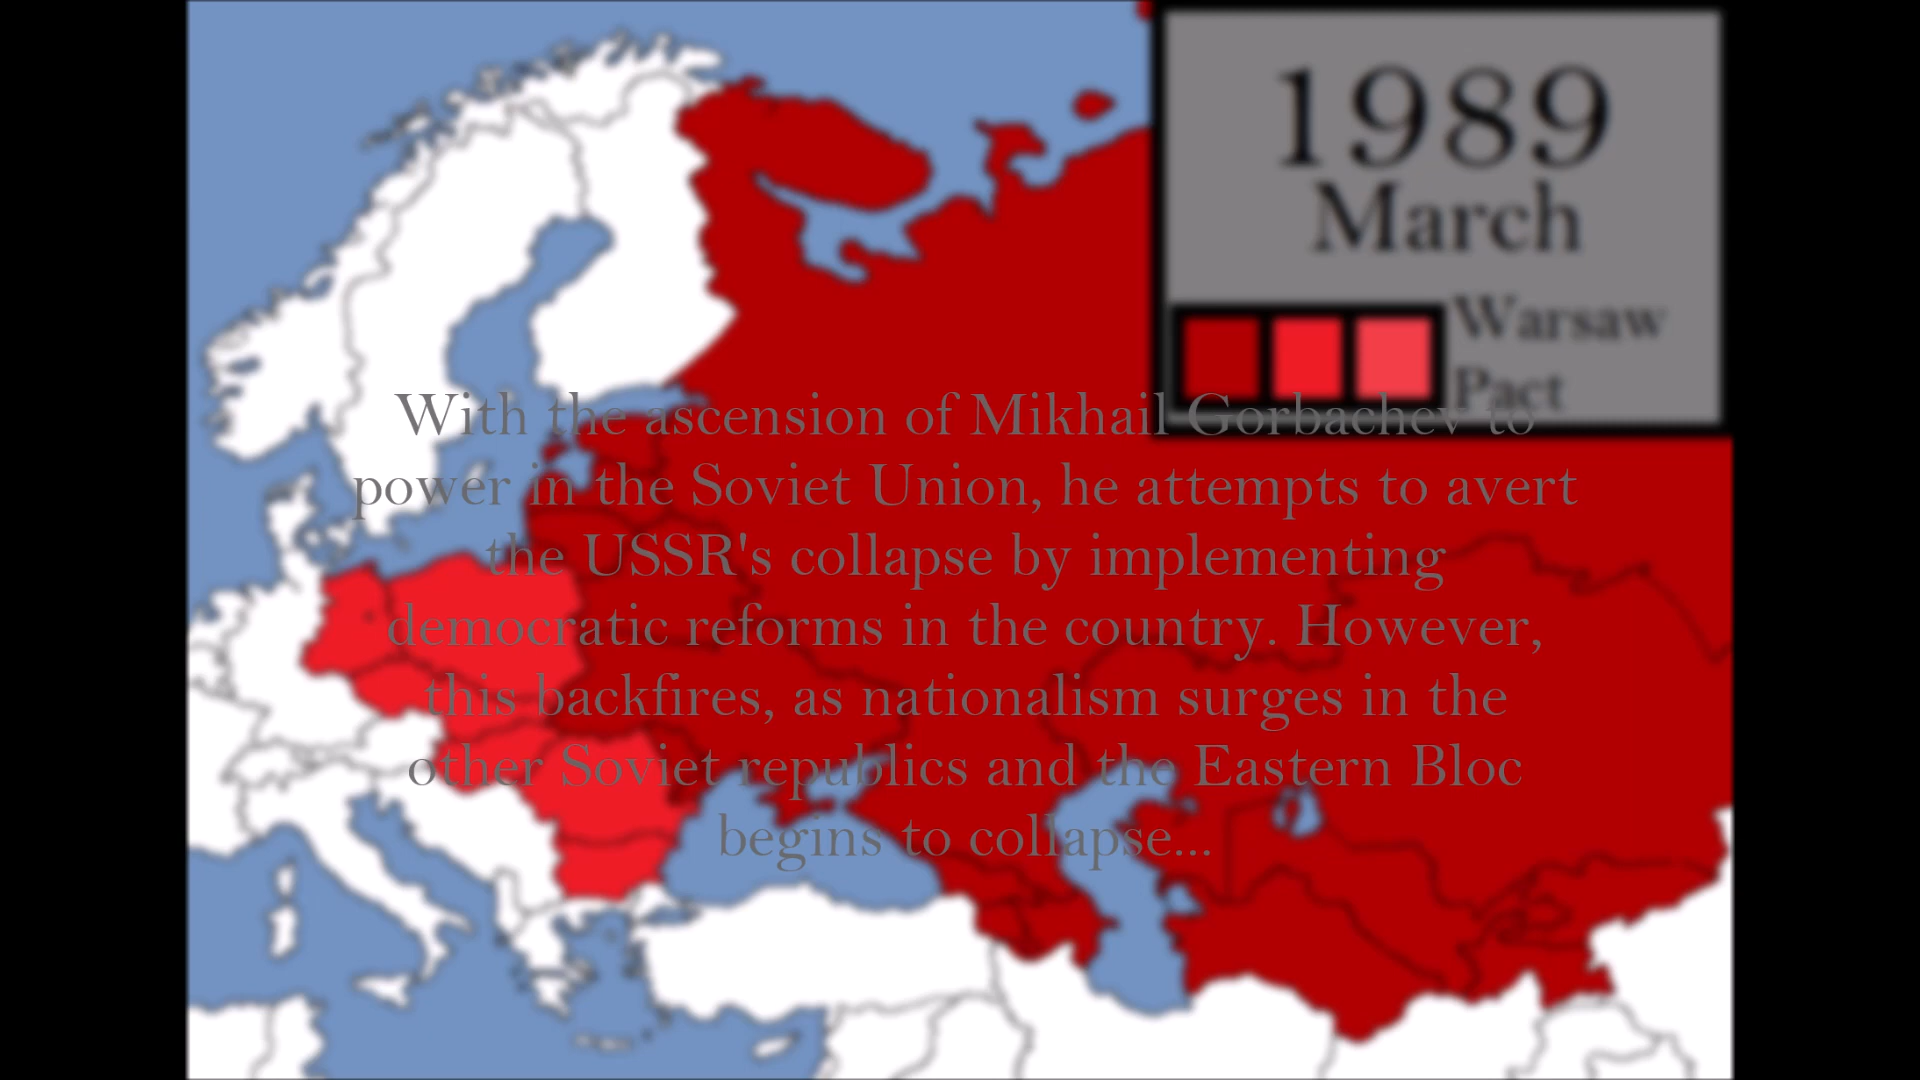 1989
March
Warsaw
Pact
With the ascension of Mikhail Gorbachev to
power in the Soviet Union, he attempts to avert
the USSR's collapse by implementing
democratic reforms in the country. However,
this backfires, as nationalism surges in the
other Soviet republics and the Eastern Bloc
begins to collapse...